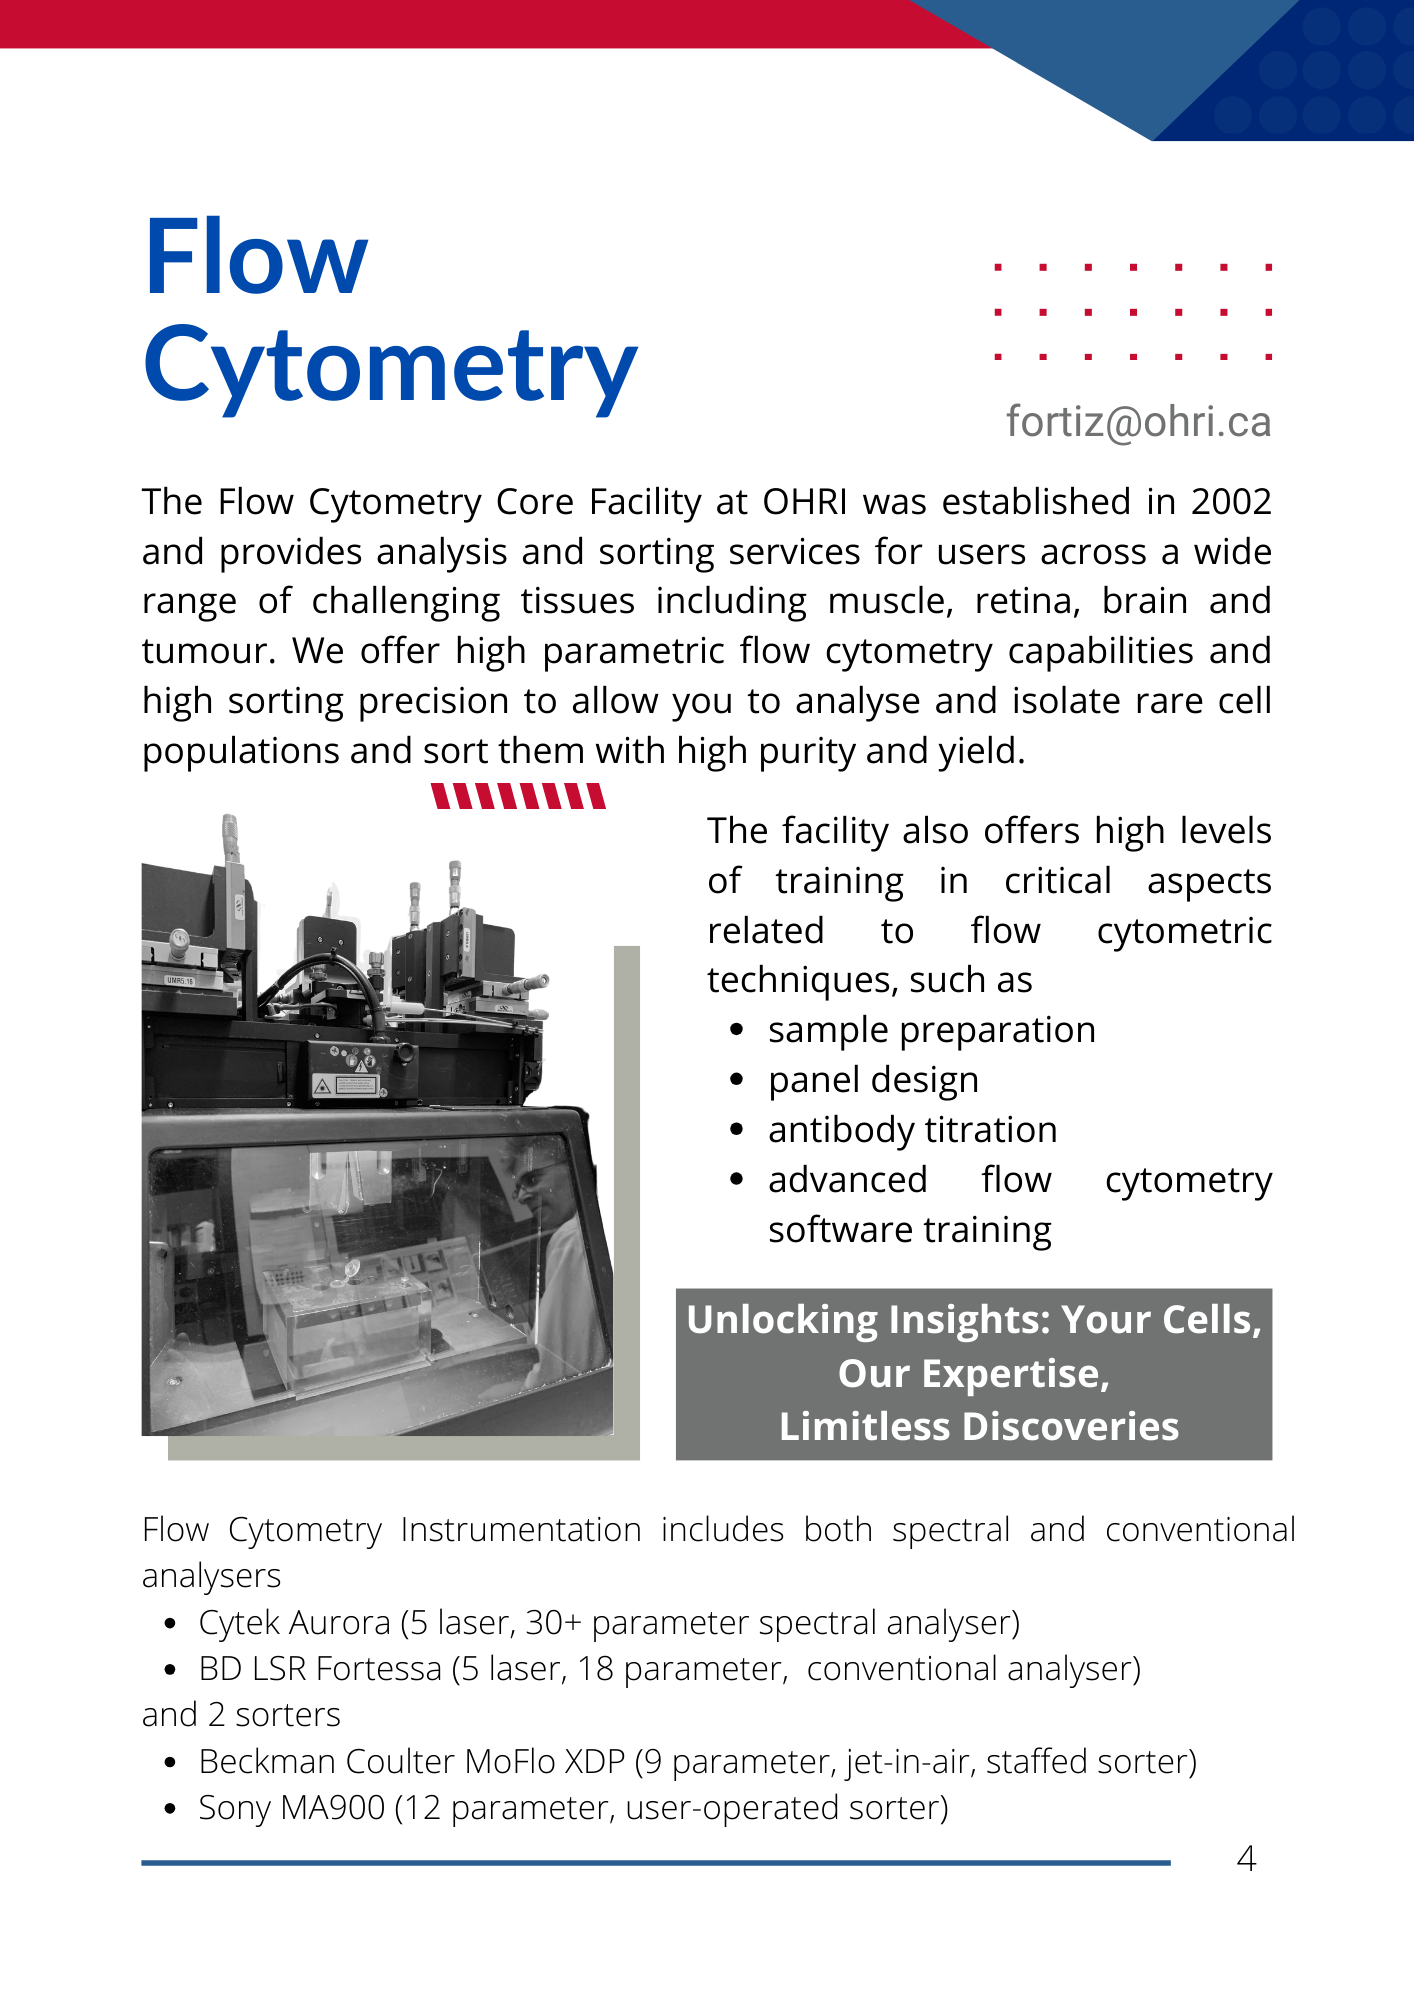 Flow
Cytometry
fortiz@ohri.ca
The Flow Cytometry Core Facility at OHRI was established in 2002
and provides analysis and sorting services for users across a wide
range of challenging tissues including muscle, retina, brain and
tumour. We offer high parametric flow cytometry capabilities and
high sorting precision to allow you to analyse and isolate rare cell
populations and sort them with high purity and yield.
The facility also offers high levels
of training in critical aspects
related to flow cytometric
techniques, such as
• sample preparation
• panel design
• antibody titration
• advanced flow cytometry
software training
UMR5.16
Unlocking Insights: Your Cells,
Our Expertise,
Limitless Discoveries
Flow Cytometry Instrumentation includes both spectral and conventional
analysers
• Cytek Aurora (5 laser, 30+ parameter spectral analyser)
• BD LSR Fortessa (5 laser, 18 parameter, conventional analyser)
and 2 sorters
• Beckman Coulter MoFlo XDP (9 parameter, jet-in-air, staffed sorter)
• Sony MA900 (12 parameter, user-operated sorter)
4